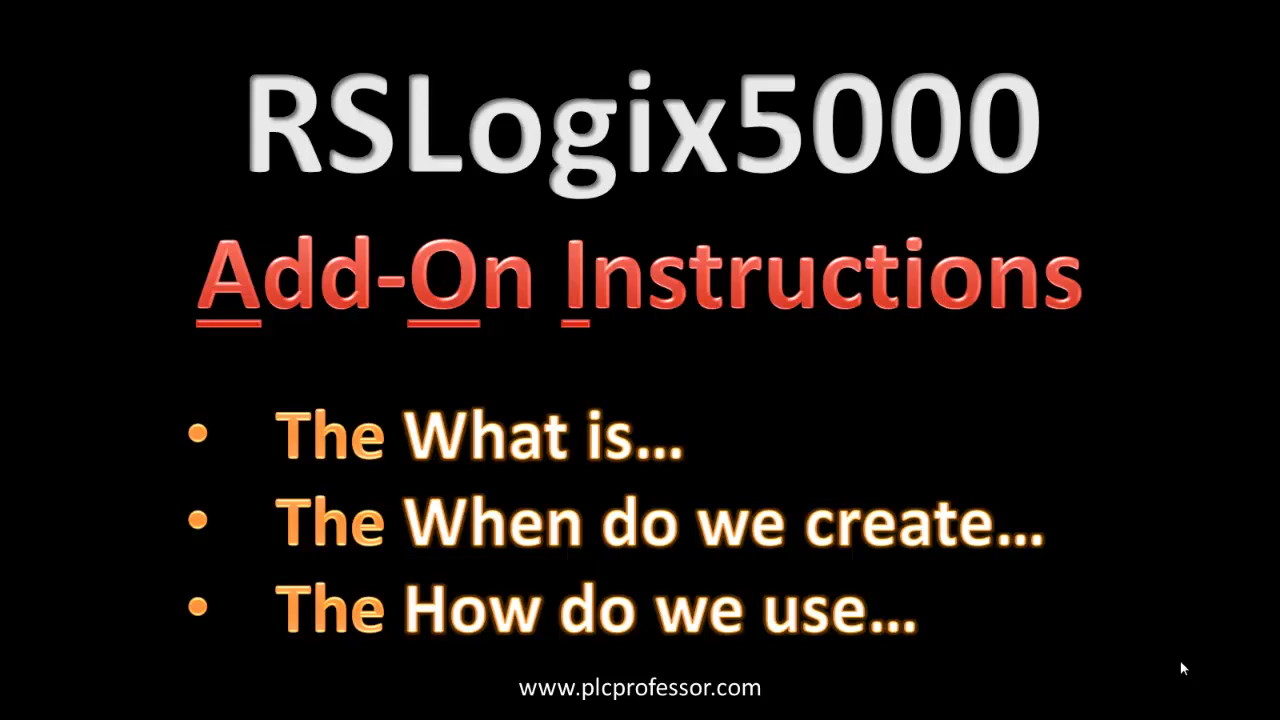 RSLogix5000
Add-On Instructions
• The What is...
• The When do we create...
• The How do we use...
www.plcprofessor.com